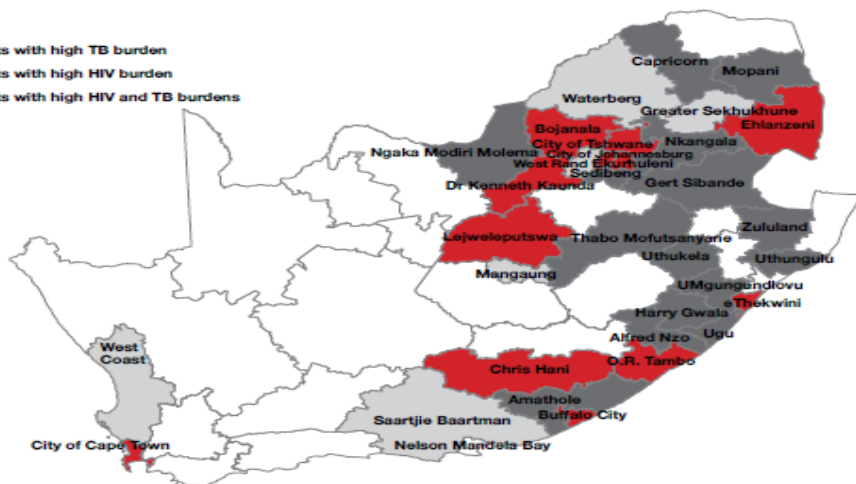 ts with high TB burden
ts with high HIV burden
ts with high HIV and TB burdens
Capricorn
Mopani
Waterberg
Greater Sekhukhune
Ehlanzeni
Bojanala
City of Tshwane
Nkangala
Ngaka Modiri Molema
City of Johannesburg
West Rand Ekurhuleni
Sedibeng
Gert Sibande
Dr Kenneth Kaunda
Lejweleputswa
Thabo Mofutsanyane
Zululand
Uthukela
Uthungulu
Mangaung
UMgungundlovu
eThekwini
Harry Gwala
Ugu
Alfred Nzo
West
Coast
Chris Hani
O.R. Tambo
Amathole
Buffalo City
Saartjie Baartman
City of Cape Town
Nelson Mandela Bay